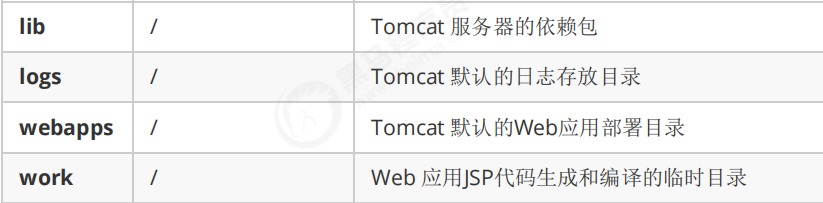 lib / Tomcat 服务器的依赖包
logs / Tomcat 默认的日志存放目录
webapps / Tomcat 默认的Web应用部署目录
work / Web 应用JSP代码生成和编译的临时目录